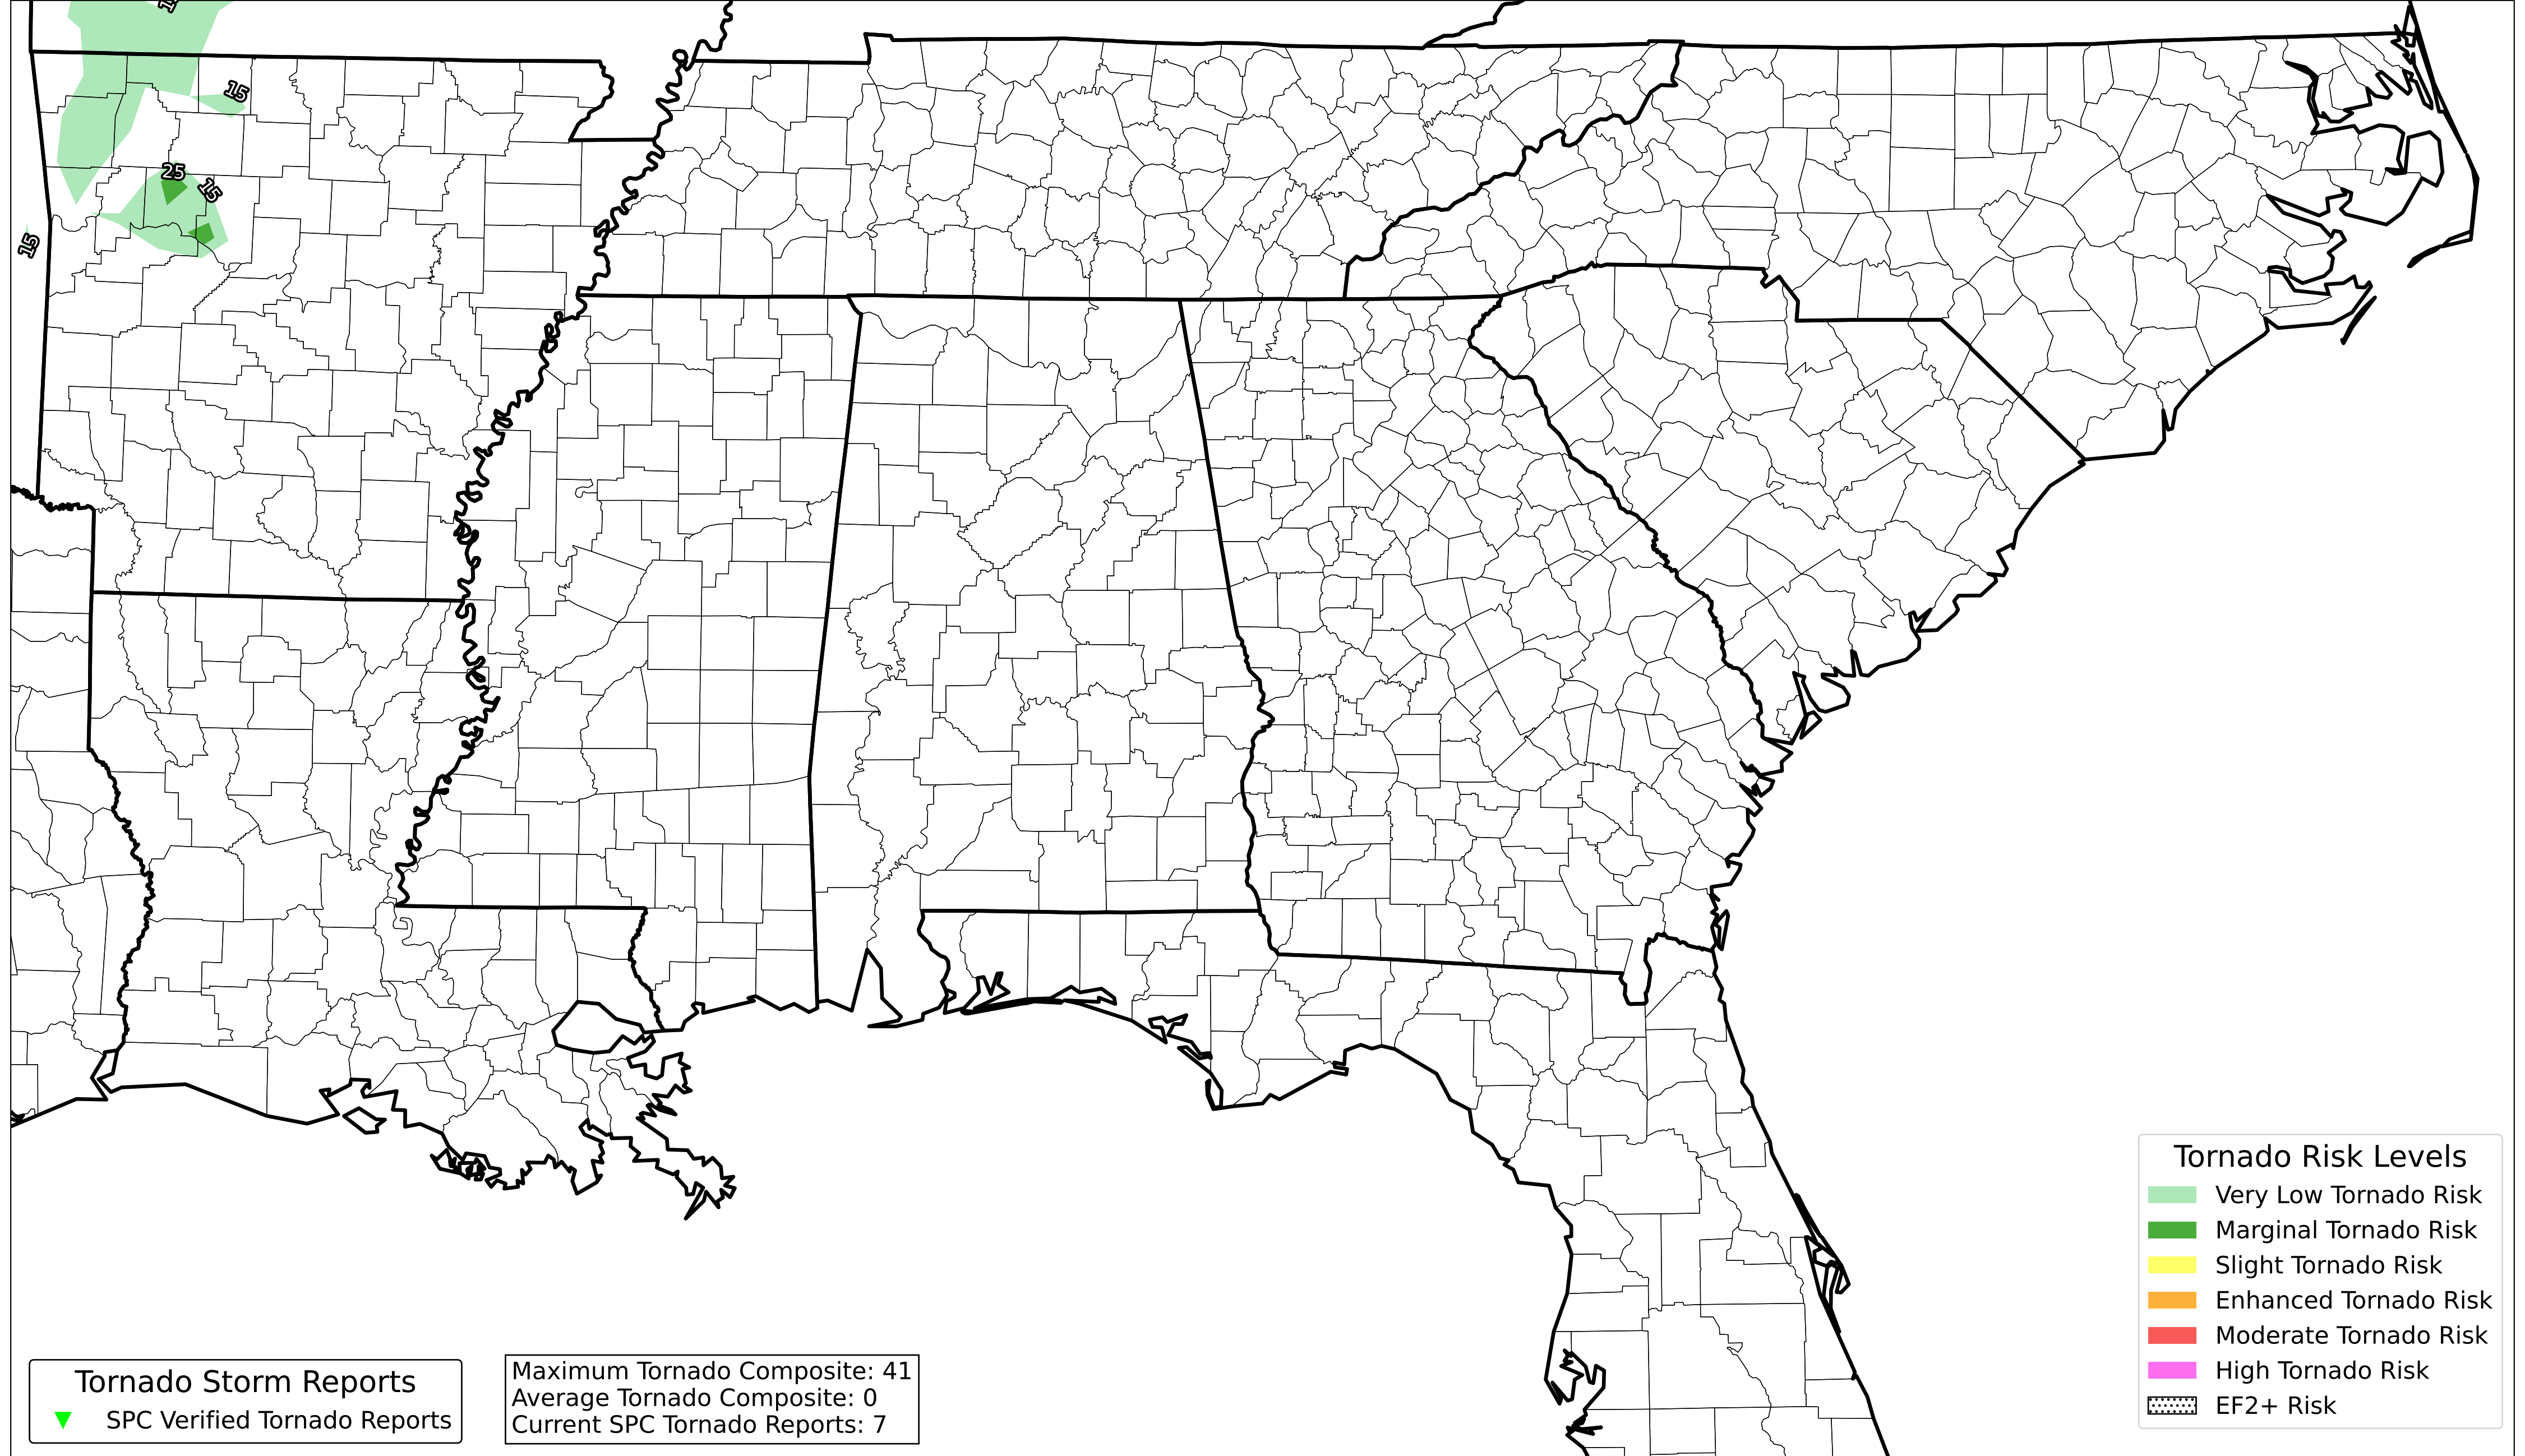 15
25
15
15
Tornado Risk Levels
Very Low Tornado Risk
Marginal Tornado Risk
Slight Tornado Risk
Enhanced Tornado Risk
Moderate Tornado Risk
High Tornado Risk
EF2+ Risk
Tornado Storm Reports
SPC Verified Tornado Reports
Maximum Tornado Composite: 41
Average Tornado Composite: 0
Current SPC Tornado Reports: 7